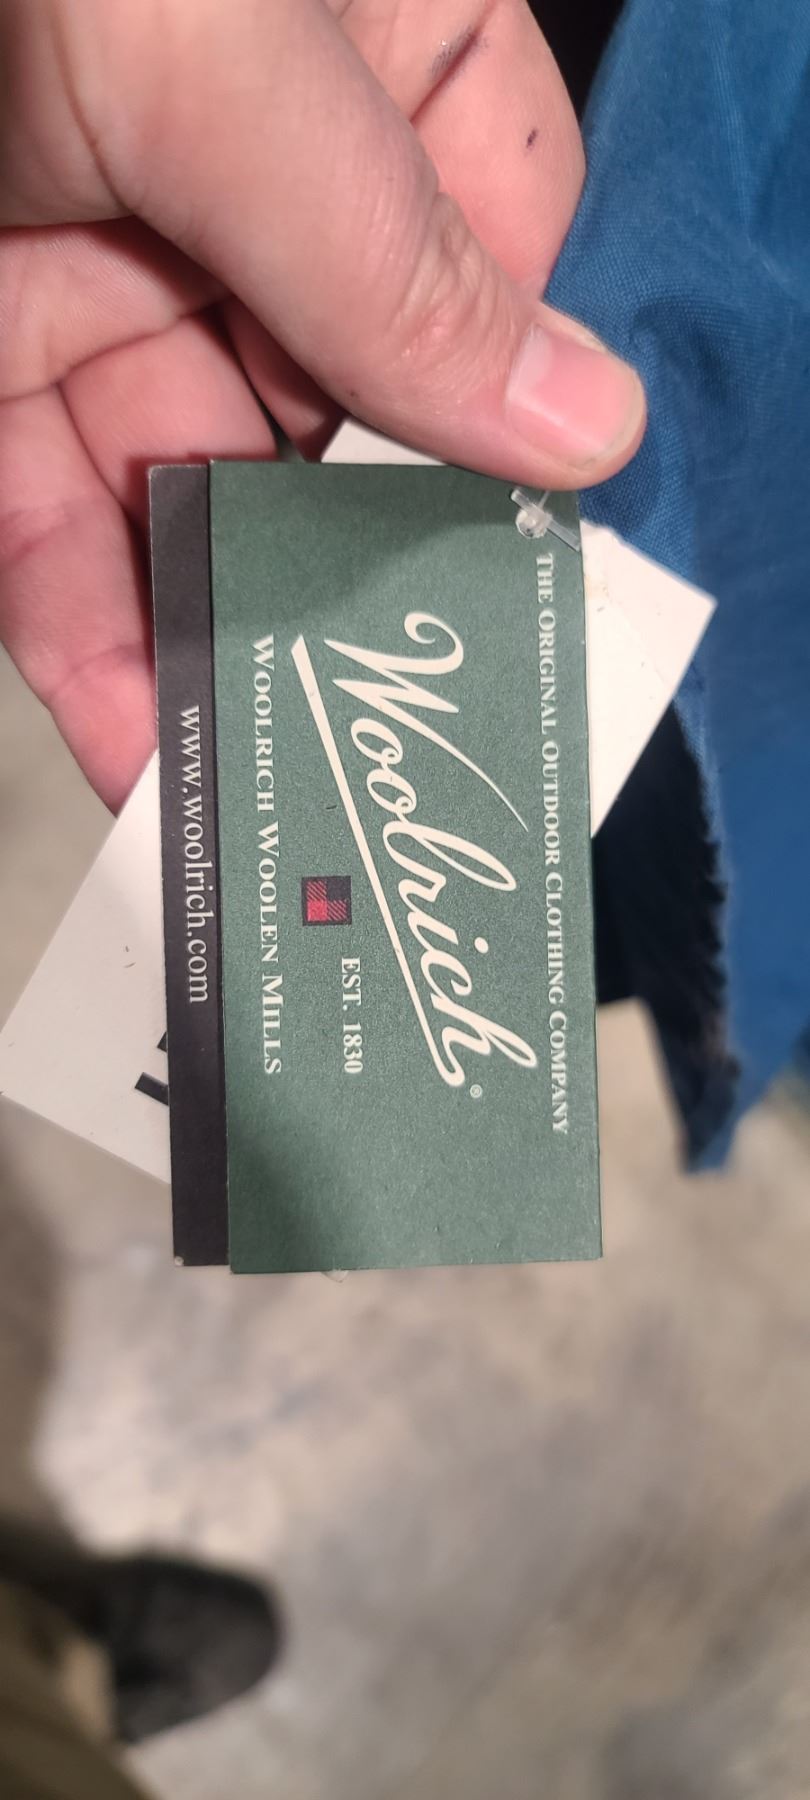 THE ORIGINAL OUTDOOR CLOTHING COMPANY
Woolrich®
EST. 1830
WOOLRICH WOOLEN MILLS
www.woolrich.com